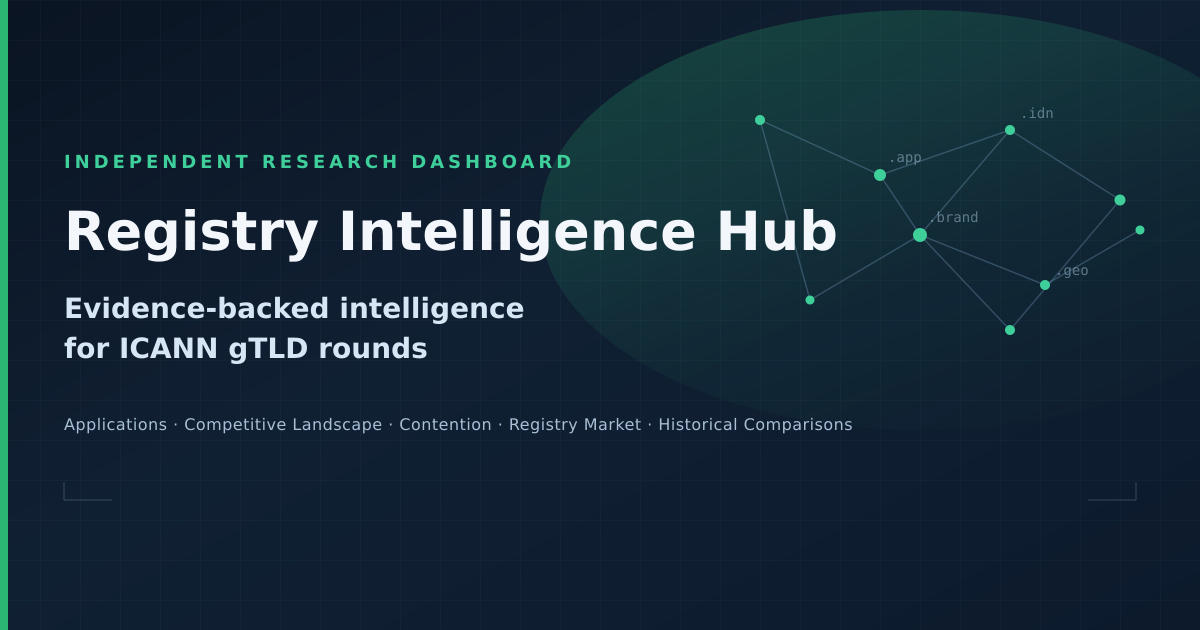 INDEPENDENT RESEARCH DASHBOARD
Registry Intelligence Hub
Evidence-backed intelligence
for ICANN gTLD rounds
Applications · Competitive Landscape · Contention · Registry Market · Historical Comparisons
.idn
.app
.brand
.geo